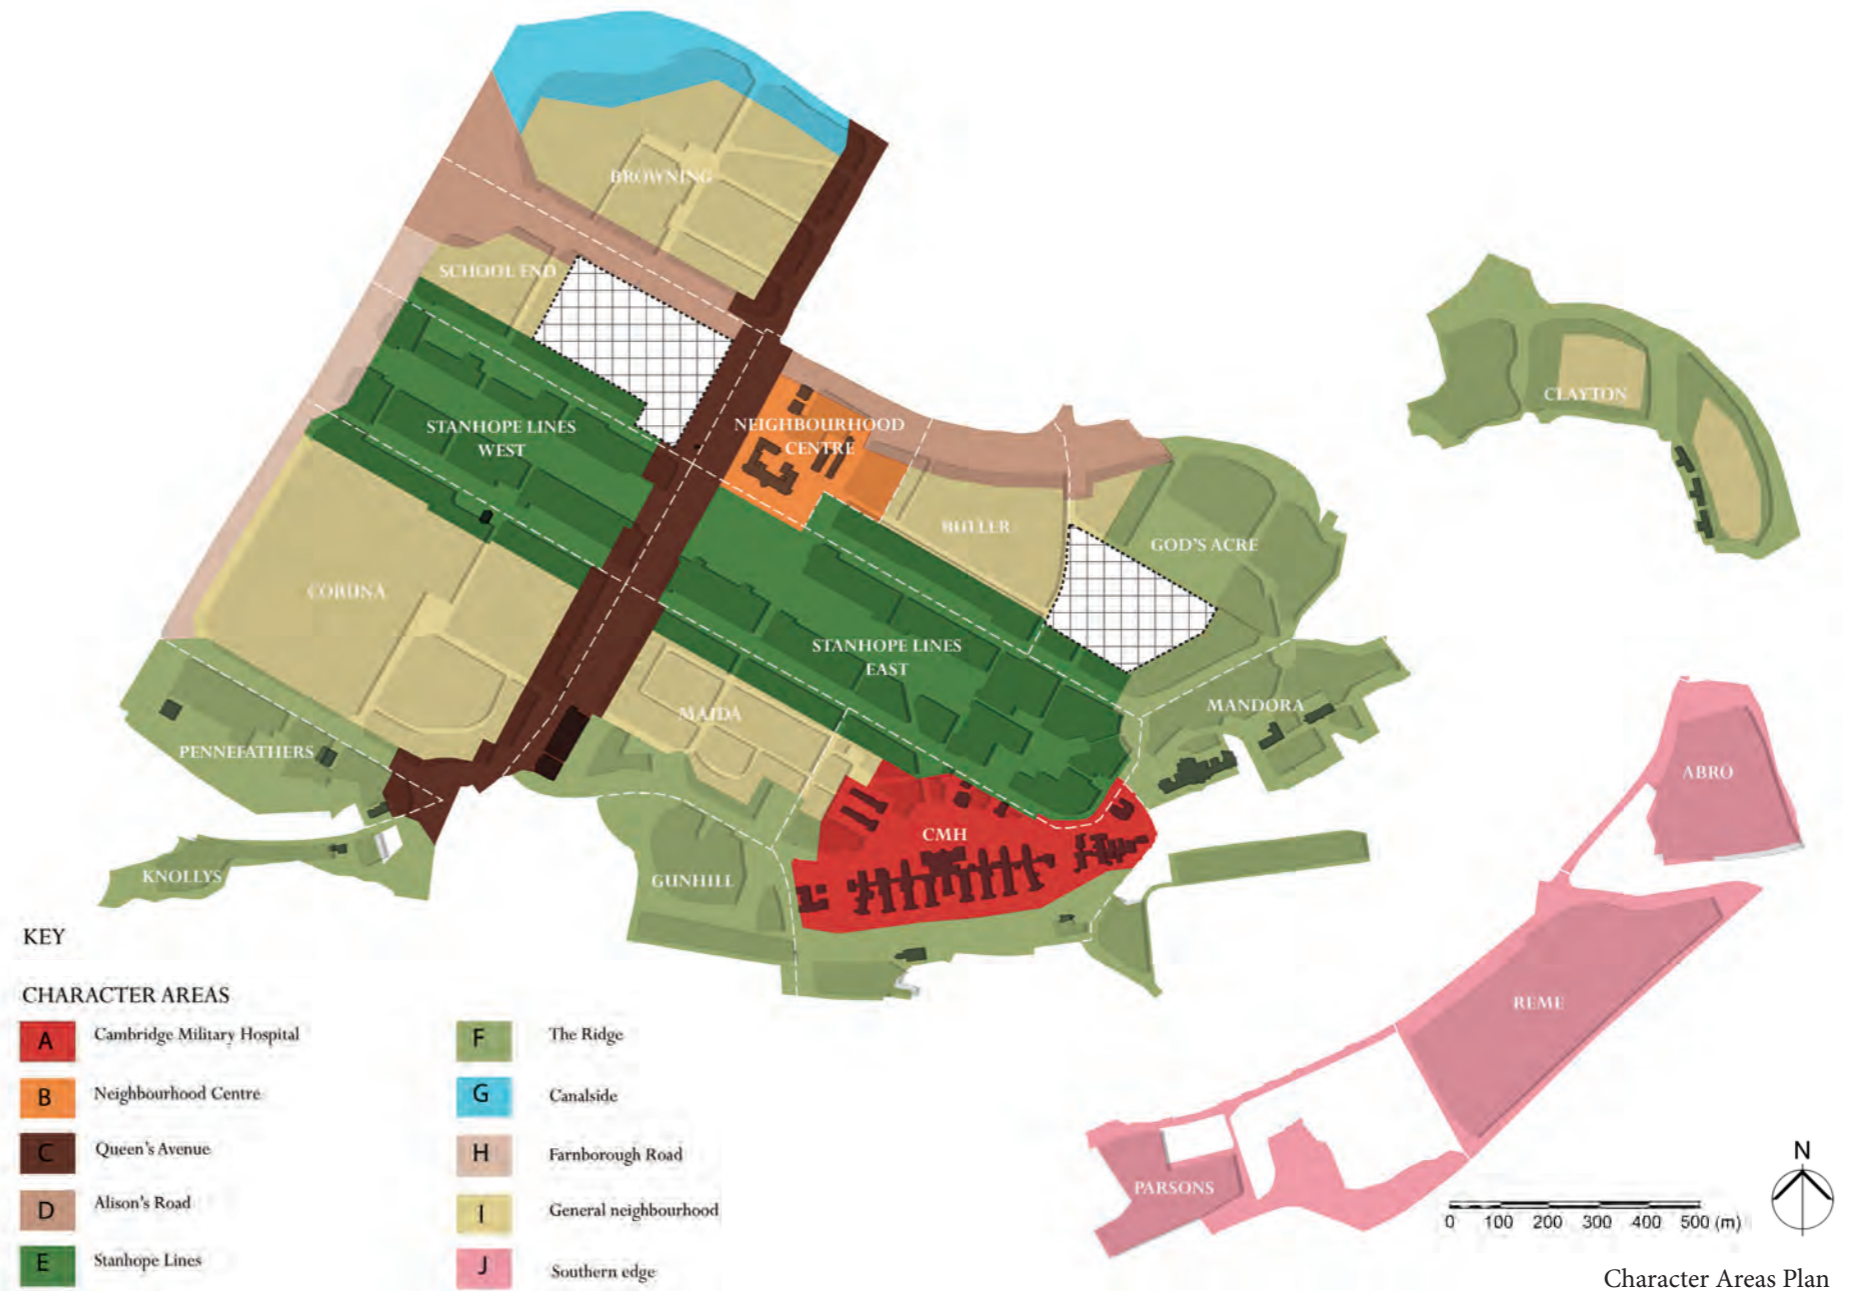 BROWNING
SCHOOL END
CLAYTON
NEIGHBOURHOOD
CENTRE
STANHOPE LINES
WEST
BULLER
GOD'S ACRE
CORUNA
STANHOPE LINES
EAST
MANDORA
MAIDA
PENNEFATHERS
ABRO
CMH
KNOLLYS
GUNHILL
REME
PARSONS
KEY
CHARACTER AREAS
A Cambridge Military Hospital
B Neighbourhood Centre
C Queen's Avenue
D Alison's Road
E Stanhope Lines
F The Ridge
G Canalside
H Farnborough Road
I General neighbourhood
J Southern edge
N
0 100 200 300 400 500 (m)
Character Areas Plan